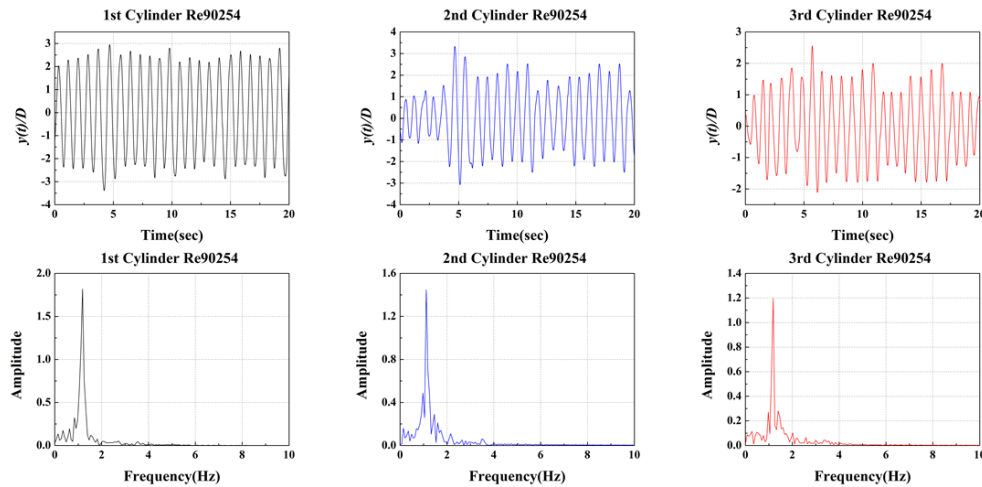 1st Cylinder Re90254
3
2
1
0
-1
-2
-3
-4
y(t)/D
0 5 10 15 20
Time(sec)
2nd Cylinder Re90254
4
3
2
1
0
-1
-2
-3
-4
y(t)/D
0 5 10 15 20
Time(sec)
3rd Cylinder Re90254
3
2
1
0
-1
-2
y(t)/D
0 5 10 15 20
Time(sec)
1st Cylinder Re90254
2.0
1.5
1.0
0.5
0.0
Amplitude
0 2 4 6 8 10
Frequency(Hz)
2nd Cylinder Re90254
1.6
1.2
0.8
0.4
0.0
Amplitude
0 2 4 6 8 10
Frequency(Hz)
3rd Cylinder Re90254
1.4
1.2
1.0
0.8
0.6
0.4
0.2
0.0
Amplitude
0 2 4 6 8 10
Frequency(Hz)